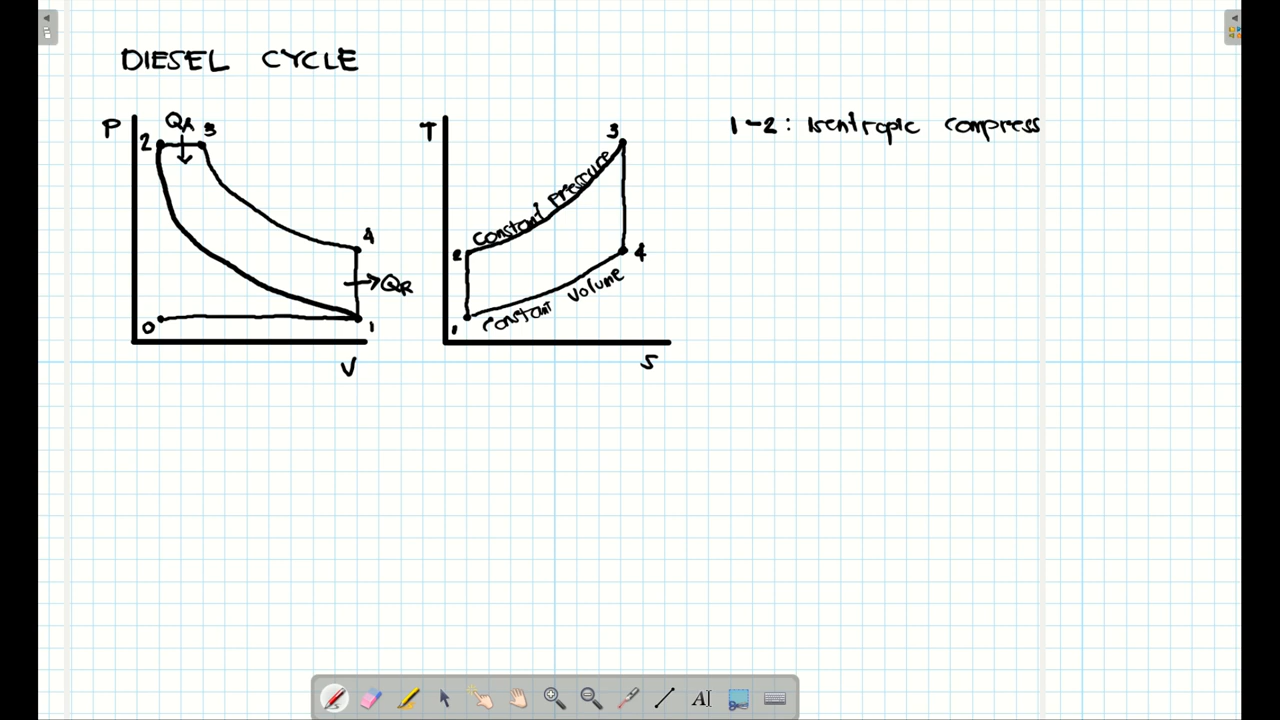 DIESEL CYCLE
P
QA
2
3
4
QR
0
1
V
T
3
2
Constant Pressure
4
1
constant volume
S
1-2: Isentropic compress
AI